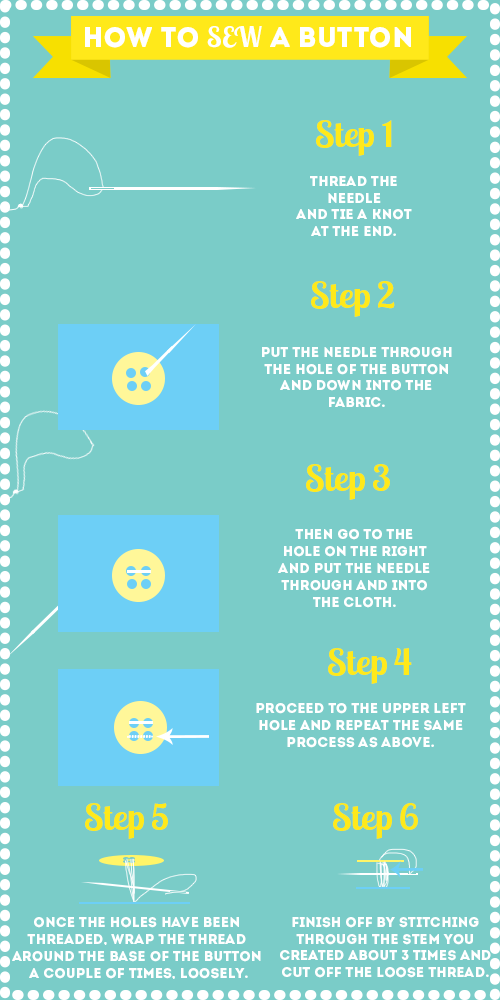 HOW TO SEW A BUTTON
Step 1
THREAD THE
NEEDLE
AND TIE A KNOT
AT THE END.
Step 2
PUT THE NEEDLE THROUGH
THE HOLE OF THE BUTTON
AND DOWN INTO THE
FABRIC.
Step 3
THEN GO TO THE
HOLE ON THE RIGHT
AND PUT THE NEEDLE
THROUGH AND INTO
THE CLOTH.
Step 4
PROCEED TO THE UPPER LEFT
HOLE AND REPEAT THE SAME
PROCESS AS ABOVE.
Step 5
ONCE THE HOLES HAVE BEEN
THREADED, WRAP THE THREAD
AROUND THE BASE OF THE BUTTON
A COUPLE OF TIMES, LOOSELY.
Step 6
FINISH OFF BY STITCHING
THROUGH THE STEM YOU
CREATED ABOUT 3 TIMES AND
CUT OFF THE LOOSE THREAD.